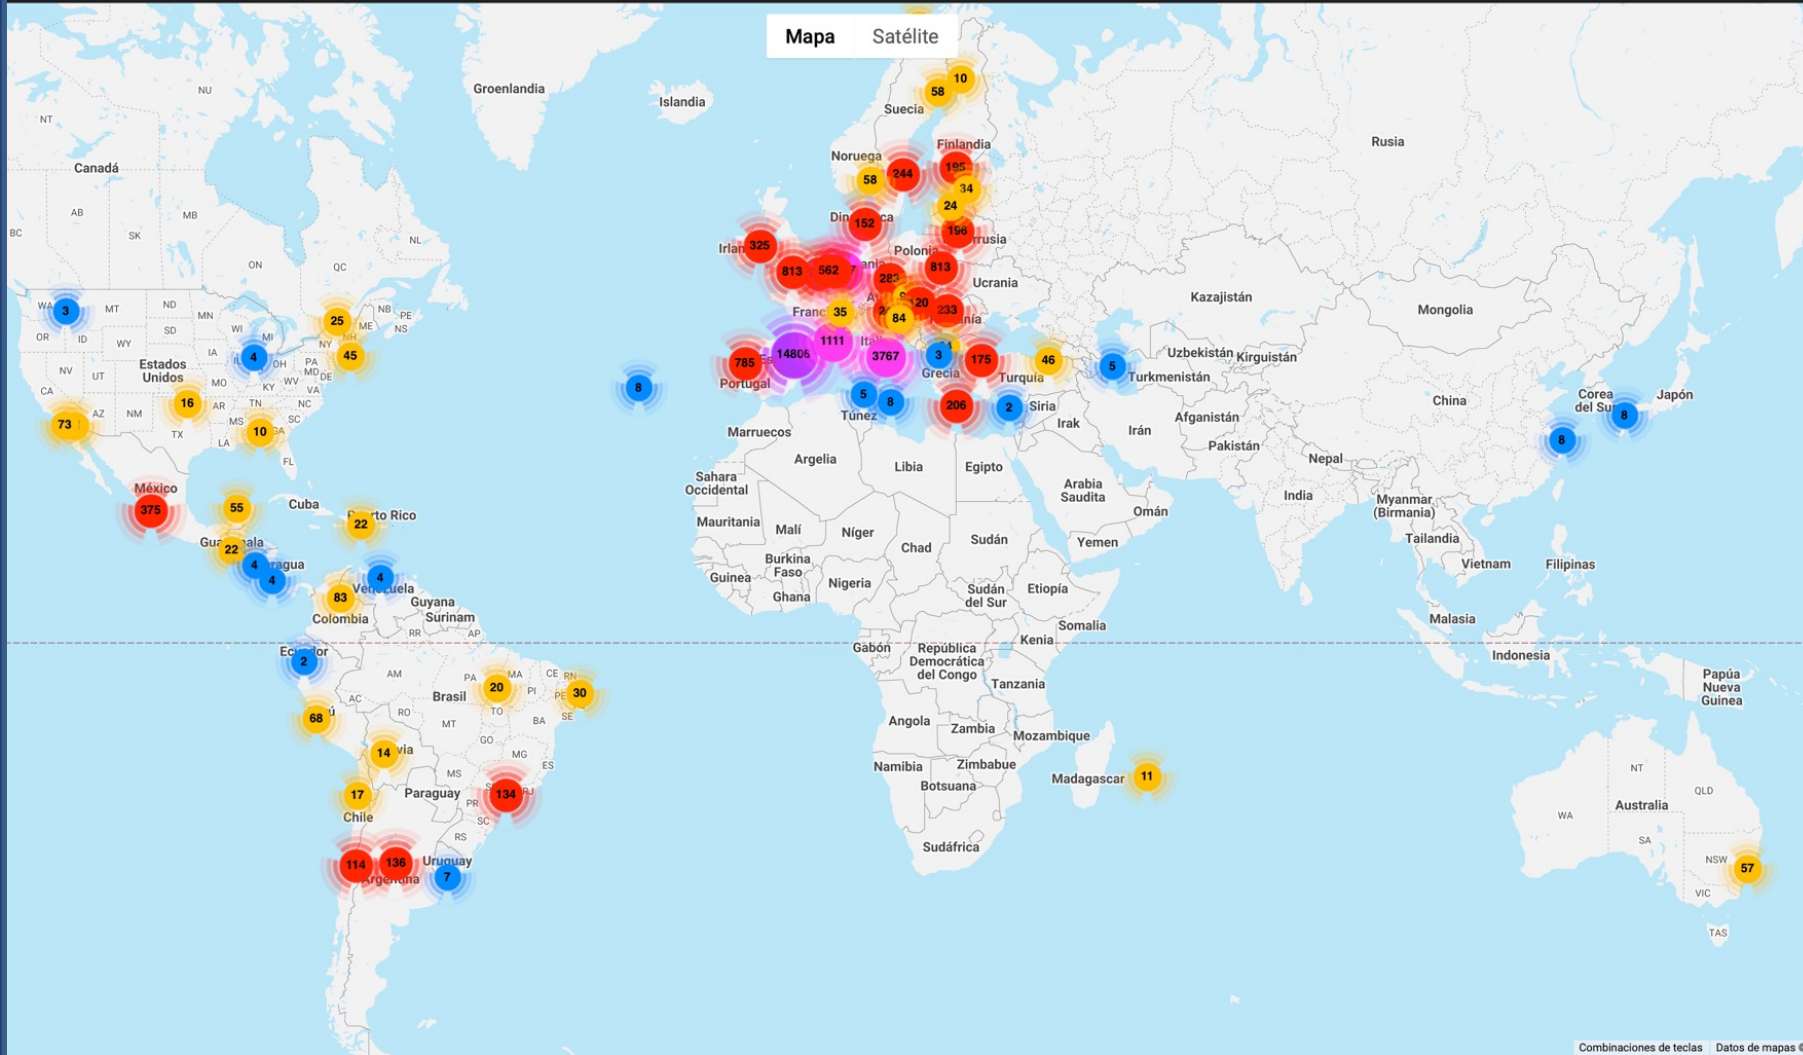 Mapa
Satélite
Groenlandia
Islandia
10
58
Suecia
NU
NT
Rusia
Finlandia
Noruega
Canadá
58
244
195
34
24
AB
MB
SK
BC
NL
152
196
325
Polonia
ON
QC
813
562
283
813
Ucrania
Kazajistán
Mongolia
WA
3
MT
ND
MN
NB
PE
25
ME
NS
35
120
233
84
OR
ID
SD
WI
MI
NY
NH
WY
1111
4
45
IA
OH
PA
MD
DE
Estados
Unidos
14806
3767
3
175
46
5
Uzbekistán
Kirguistán
785
Portugal
Grecia
Turquía
Turkmenistán
NV
UT
MO
KY
WV
VA
CA
8
5
8
206
2
Siria
16
AZ
NM
AR
TN
NC
MS
SC
Túnez
Irak
Irán
Afganistán
Pakistán
China
Corea
del Sur
Japón
8
8
73
TX
LA
10
GA
FL
Marruecos
Argelia
Libia
Egipto
Arabia
Saudita
Omán
Nepal
India
Myanmar
(Birmania)
Sahara
Occidental
México
375
55
Cuba
22
Puerto Rico
Mauritania
Malí
Níger
Chad
Sudán
Yemen
Tailandia
Vietnam
Filipinas
Guatemala
22
4
4
4
Venezuela
83
Colombia
Guyana
Surinam
Guinea
Burkina
Faso
Ghana
Nigeria
Sudán
del Sur
Etiopía
Somalia
Malasia
RR
AP
Ecuador
2
Gabón
República
Democrática
del Congo
Kenia
Tanzania
Indonesia
Papúa
Nueva
Guinea
AM
PA
MA
CE
RN
Brasil
20
PI
PE
30
AC
RO
TO
SE
BA
MT
68
14
GO
MG
ES
Angola
Zambia
Mozambique
Namibia
Zimbabue
Botsuana
Madagascar
11
MS
17
Paraguay
134
RJ
PR
SC
Chile
RS
114
136
Uruguay
Argentina
7
Sudáfrica
NT
QLD
WA
Australia
SA
NSW
57
VIC
TAS
Combinaciones de teclas
Datos de mapas ©